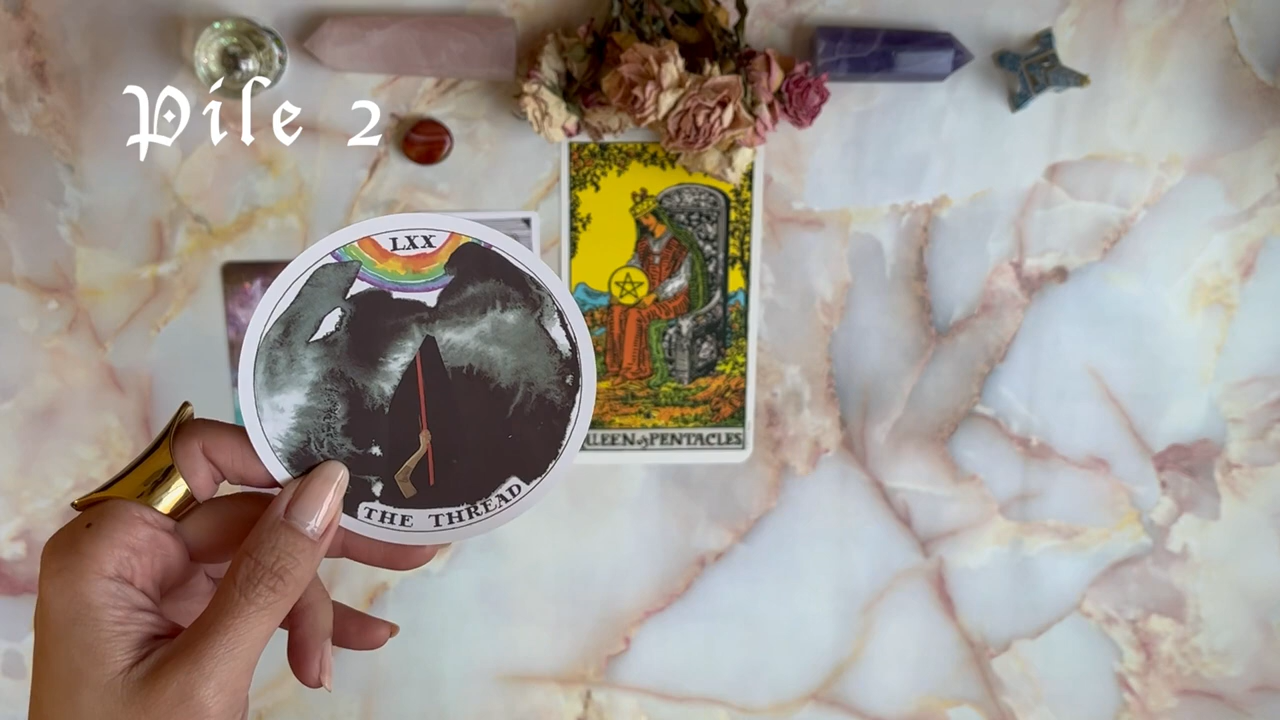 Pile 2
LXX
THE THREAD
QUEEN of PENTACLES